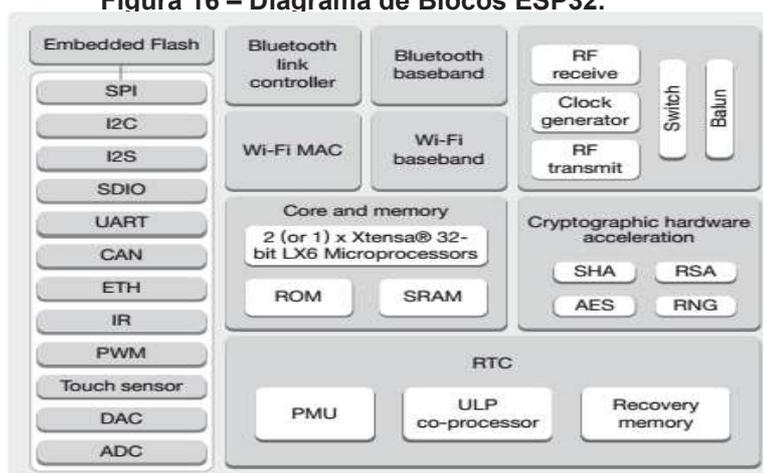 Figura 16 – Diagrama de Blocos ESP32.
Embedded Flash
SPI
I2C
I2S
SDIO
UART
CAN
ETH
IR
PWM
Touch sensor
DAC
ADC
Bluetooth
link
controller
Bluetooth
baseband
Wi-Fi MAC
Wi-Fi
baseband
RF
receive
Clock
generator
RF
transmit
Switch
Balun
Core and memory
2 (or 1) x Xtensa® 32-
bit LX6 Microprocessors
ROM
SRAM
Cryptographic hardware
acceleration
SHA
RSA
AES
RNG
RTC
PMU
ULP
co-processor
Recovery
memory